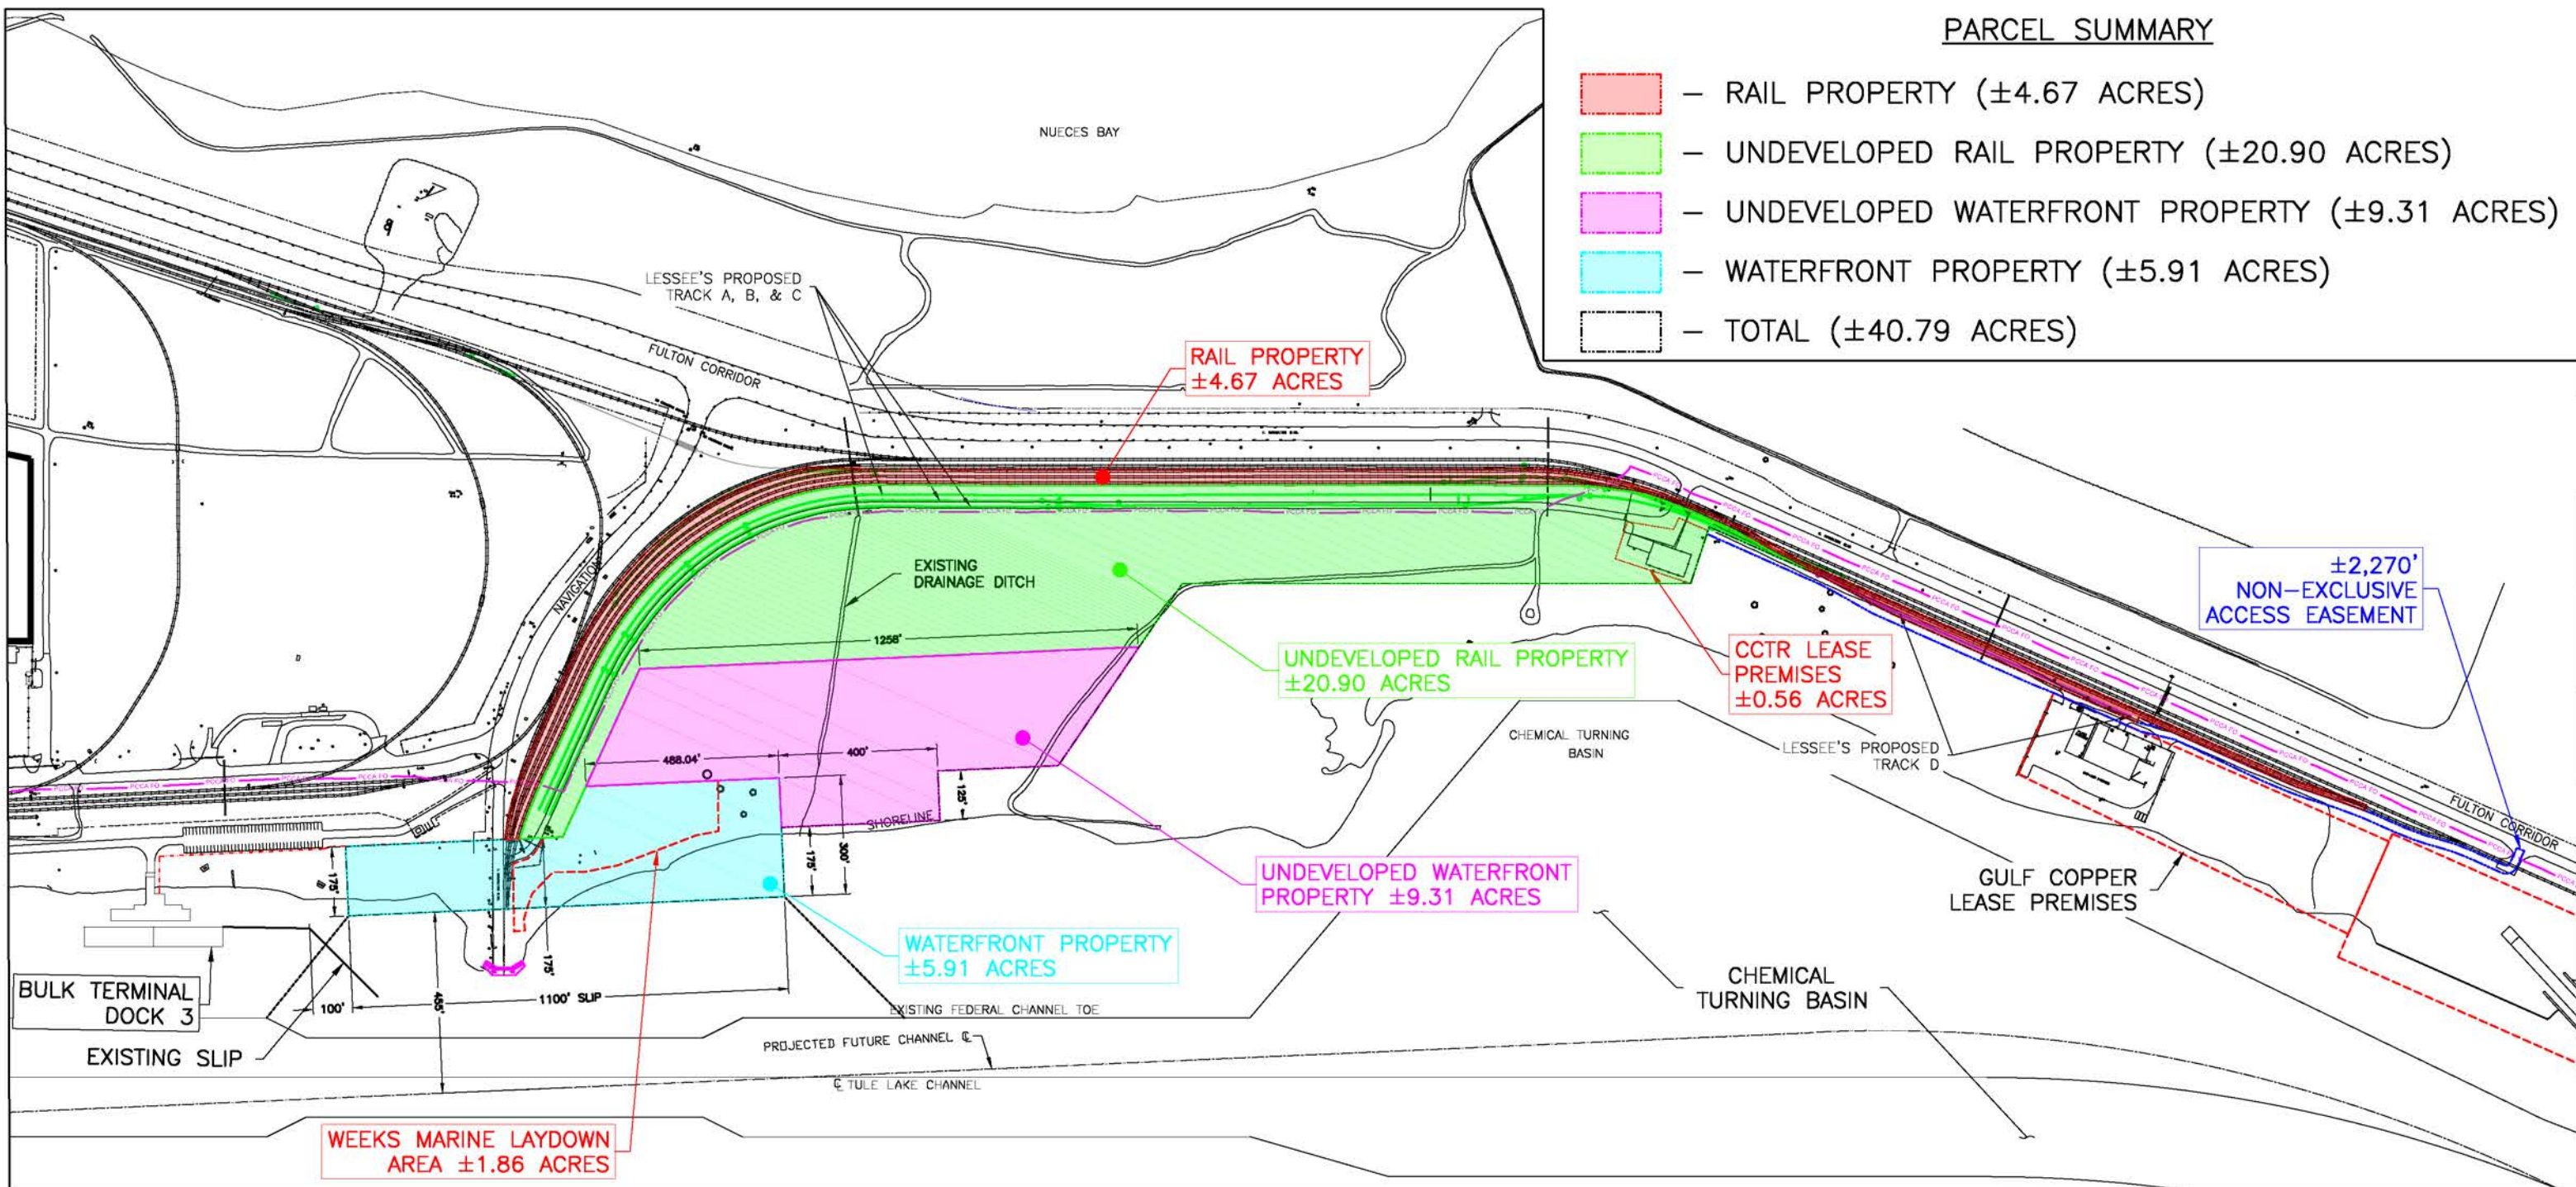 PARCEL SUMMARY
— RAIL PROPERTY (±4.67 ACRES)
— UNDEVELOPED RAIL PROPERTY (±20.90 ACRES)
— UNDEVELOPED WATERFRONT PROPERTY (±9.31 ACRES)
— WATERFRONT PROPERTY (±5.91 ACRES)
— TOTAL (±40.79 ACRES)
NUECES BAY
LESSEE'S PROPOSED
TRACK A, B, & C
FULTON CORRIDOR
RAIL PROPERTY
±4.67 ACRES
NAVIGATION
EXISTING
DRAINAGE DITCH
1258'
UNDEVELOPED RAIL PROPERTY
±20.90 ACRES
CCTR LEASE
PREMISES
±0.56 ACRES
±2,270'
NON-EXCLUSIVE
ACCESS EASEMENT
PCCA FO
488.04'
400'
125'
SHORELINE
175'
300'
175'
175'
CHEMICAL TURNING
BASIN
LESSEE'S PROPOSED
TRACK D
FULTON CORRIDOR
GULF COPPER
LEASE PREMISES
UNDEVELOPED WATERFRONT
PROPERTY ±9.31 ACRES
WATERFRONT PROPERTY
±5.91 ACRES
CHEMICAL
TURNING BASIN
BULK TERMINAL
DOCK 3
100'
1100' SLIP
EXISTING FEDERAL CHANNEL TOE
EXISTING SLIP
PROJECTED FUTURE CHANNEL ℄
℄ TULE LAKE CHANNEL
WEEKS MARINE LAYDOWN
AREA ±1.86 ACRES